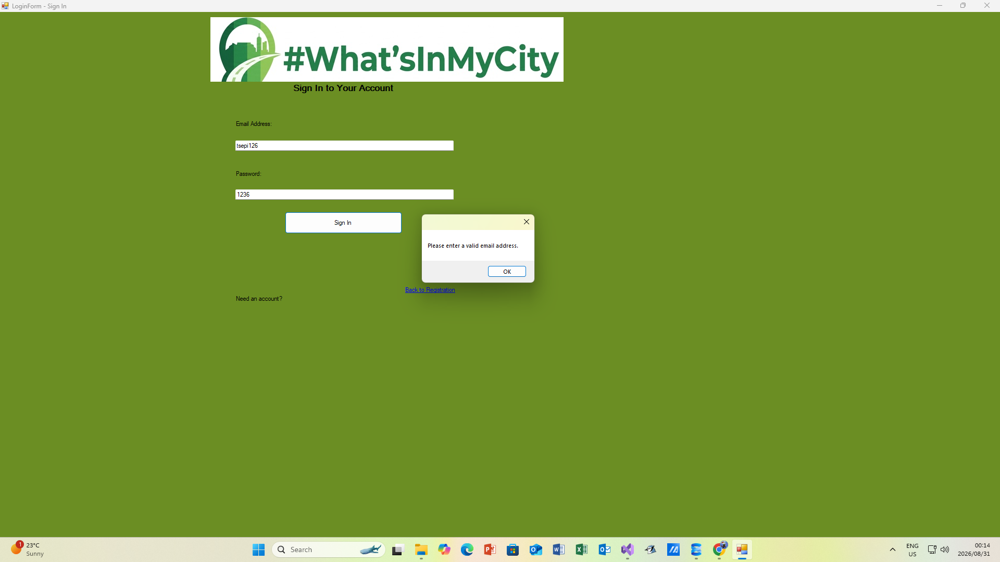 LoginForm - Sign In
#What'sInMyCity
Sign In to Your Account
Email Address:
tsepi126
Password:
1236
Sign In
Please enter a valid email address.
OK
Back to Registration
Need an account?
1
23°C
Sunny
Search
ENG
US
00:14
2026/08/31